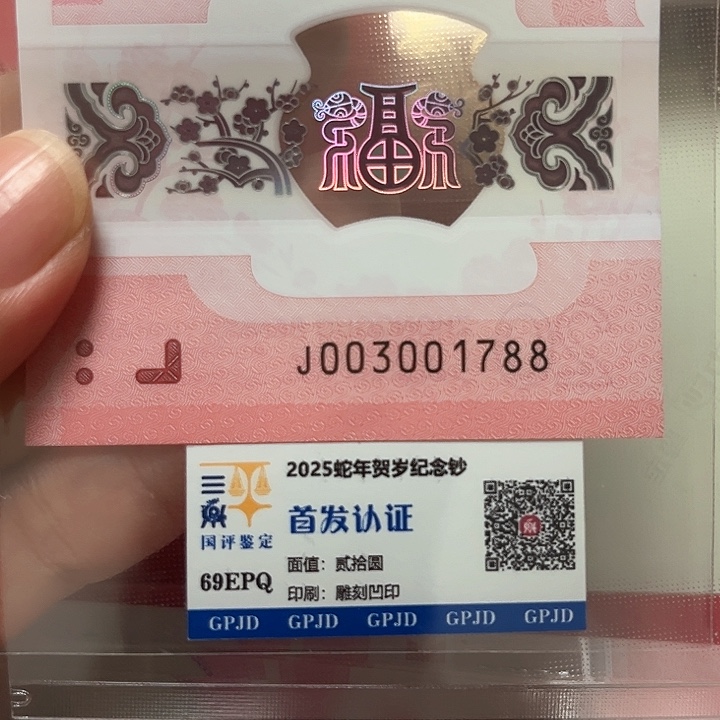 J003001788
2025蛇年贺岁纪念钞
首发认证
国评鉴定
面值：贰拾圆
69EPQ
印刷：雕刻凹印
GPJD GPJD GPJD GPJD GPJD